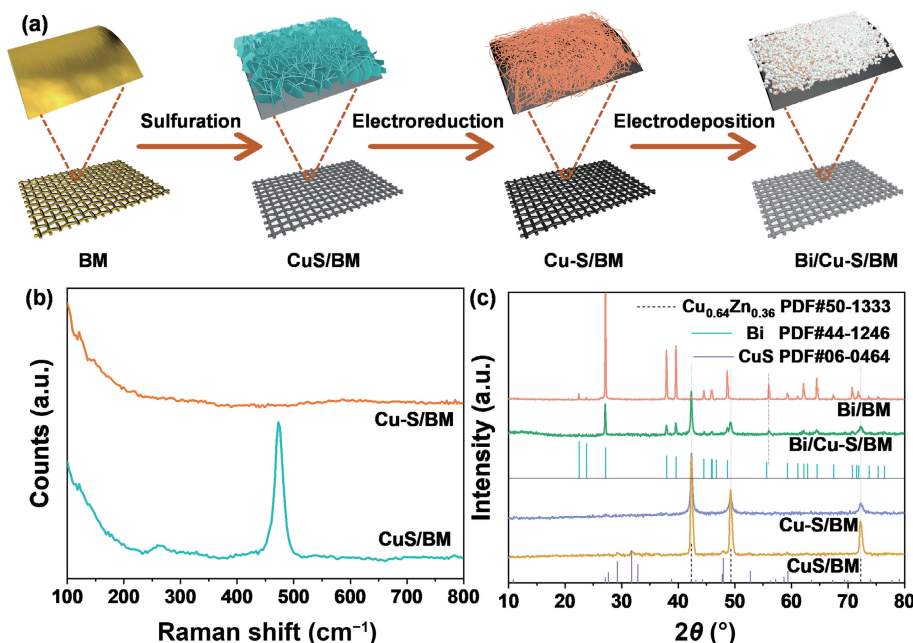 (a)
Sulfuration
Electroreduction
Electrodeposition
BM
CuS/BM
Cu-S/BM
Bi/Cu-S/BM
(b)
Counts (a.u.)
Cu-S/BM
CuS/BM
100 200 300 400 500 600 700 800
Raman shift (cm⁻¹)
(c)
Intensity (a.u.)
Cu₀.₆₄Zn₀.₃₆ PDF#50-1333
Bi PDF#44-1246
CuS PDF#06-0464
Bi/BM
Bi/Cu-S/BM
Cu-S/BM
CuS/BM
10 20 30 40 50 60 70 80
2θ (°)